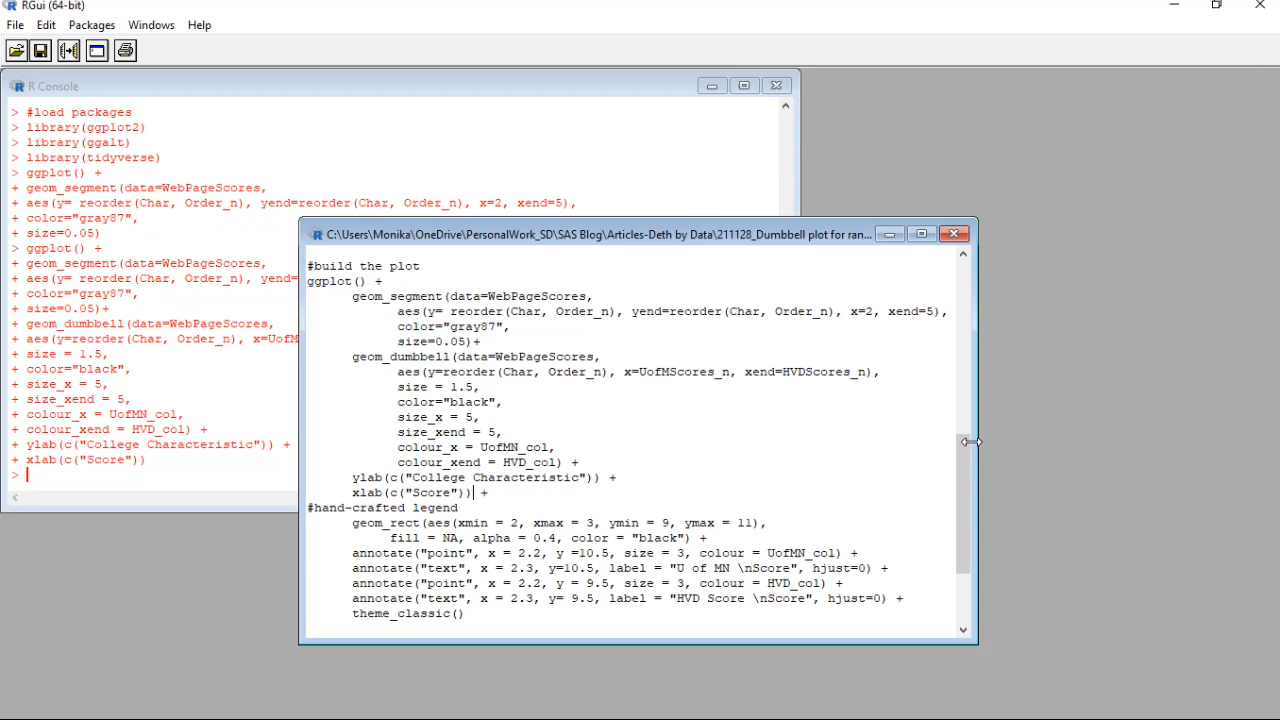 RGui (64-bit)
File Edit Packages Windows Help
R Console
> #load packages
> library(ggplot2)
> library(ggalt)
> library(tidyverse)
> ggplot() +
+ geom_segment(data=WebPageScores,
+ aes(y= reorder(Char, Order_n), yend=reorder(Char, Order_n), x=2, xend=5),
+ color="gray87",
+ size=0.05)
> ggplot() +
+ geom_segment(data=WebPageScores,
+ aes(y= reorder(Char, Order_n), yend=
+ color="gray87",
+ size=0.05)+
+ geom_dumbbell(data=WebPageScores,
+ aes(y=reorder(Char, Order_n), x=UofM
+ size = 1.5,
+ color="black",
+ size_x = 5,
+ size_xend = 5,
+ colour_x = UofMN_col,
+ colour_xend = HVD_col) +
+ ylab(c("College Characteristic")) +
+ xlab(c("Score"))
>
C:\Users\Monika\OneDrive\PersonalWork_SD\SAS Blog\Articles-Deth by Data\211128_Dumbbell plot for ran...
#build the plot
ggplot() +
geom_segment(data=WebPageScores,
aes(y= reorder(Char, Order_n), yend=reorder(Char, Order_n), x=2, xend=5),
color="gray87",
size=0.05)+
geom_dumbbell(data=WebPageScores,
aes(y=reorder(Char, Order_n), x=UofMScores_n, xend=HVDScores_n),
size = 1.5,
color="black",
size_x = 5,
size_xend = 5,
colour_x = UofMN_col,
colour_xend = HVD_col) +
ylab(c("College Characteristic")) +
xlab(c("Score")) +
#hand-crafted legend
geom_rect(aes(xmin = 2, xmax = 3, ymin = 9, ymax = 11),
fill = NA, alpha = 0.4, color = "black") +
annotate("point", x = 2.2, y =10.5, size = 3, colour = UofMN_col) +
annotate("text", x = 2.3, y=10.5, label = "U of MN \nScore", hjust=0) +
annotate("point", x = 2.2, y = 9.5, size = 3, colour = HVD_col) +
annotate("text", x = 2.3, y= 9.5, label = "HVD Score \nScore", hjust=0) +
theme_classic()